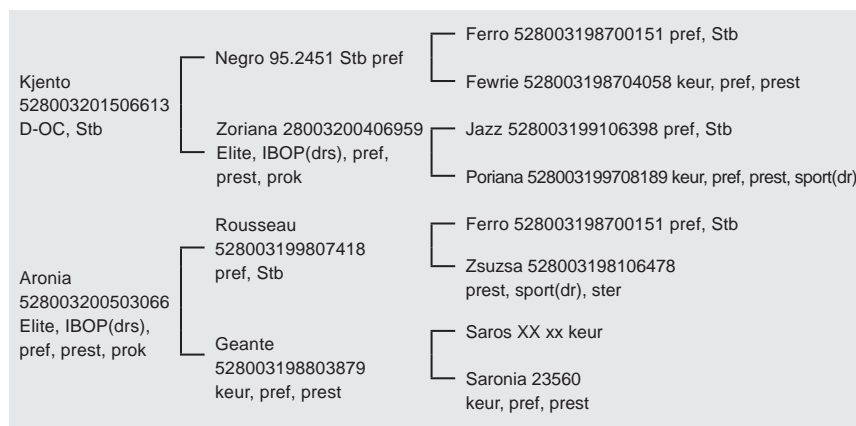 Kjento
528003201506613
D-OC, Stb
Negro 95.2451 Stb pref
Zoriana 28003200406959
Elite, IBOP(drs), pref,
prest, prok
Ferro 528003198700151 pref, Stb
Fewrie 528003198704058 keur, pref, prest
Jazz 528003199106398 pref, Stb
Poriana 528003199708189 keur, pref, prest, sport(dr)
Aronia
528003200503066
Elite, IBOP(drs),
pref, prest, prok
Rousseau
528003199807418
pref, Stb
Geante
528003198803879
keur, pref, prest
Ferro 528003198700151 pref, Stb
Zsuzsa 528003198106478
prest, sport(dr), ster
Saros XX xx keur
Saronia 23560
keur, pref, prest